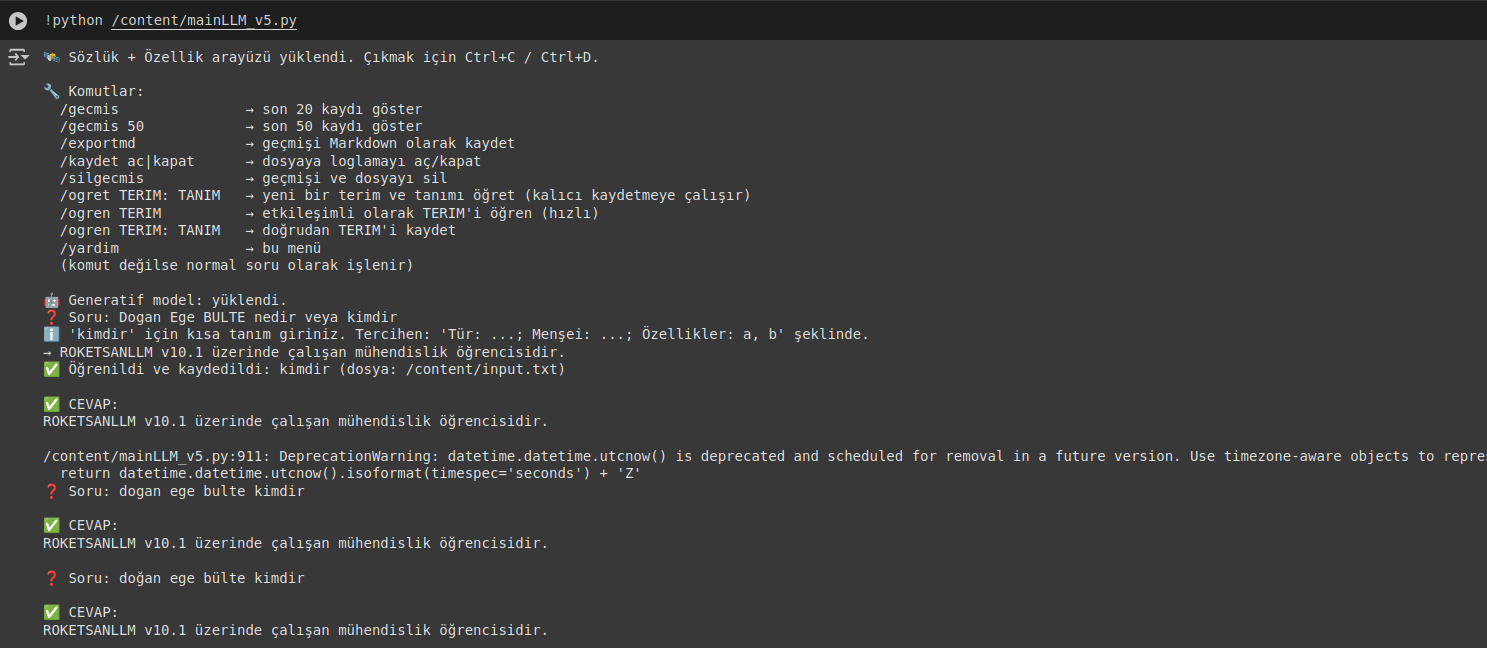 !python /content/mainLLM_v5.py
Sözlük + Özellik arayüzü yüklendi. Çıkmak için Ctrl+C / Ctrl+D.
Komutlar:
/gecmis → son 20 kaydı göster
/gecmis 50 → son 50 kaydı göster
/exportmd → geçmişi Markdown olarak kaydet
/kaydet ac|kapat → dosyaya loglamayı aç/kapat
/silgecmis → geçmişi ve dosyayı sil
/ogret TERIM: TANIM → yeni bir terim ve tanımı öğret (kalıcı kaydetmeye çalışır)
/ogren TERIM → etkileşimli olarak TERIM'i öğren (hızlı)
/ogren TERIM: TANIM → doğrudan TERIM'i kaydet
/yardim → bu menü
(komut değilse normal soru olarak işlenir)
🤖 Generatif model: yüklendi.
❓ Soru: Dogan Ege BULTE nedir veya kimdir
ℹ️ 'kimdir' için kısa tanım giriniz. Tercihen: 'Tür: ...; Menşei: ...; Özellikler: a, b' şeklinde.
→ ROKETSANLLM v10.1 üzerinde çalışan mühendislik öğrencisidir.
✅ Öğrenildi ve kaydedildi: kimdir (dosya: /content/input.txt)
✅ CEVAP:
ROKETSANLLM v10.1 üzerinde çalışan mühendislik öğrencisidir.
/content/mainLLM_v5.py:911: DeprecationWarning: datetime.datetime.utcnow() is deprecated and scheduled for removal in a future version. Use timezone-aware objects to
return datetime.datetime.utcnow().isoformat(timespec='seconds') + 'Z'
❓ Soru: dogan ege bulte kimdir
✅ CEVAP:
ROKETSANLLM v10.1 üzerinde çalışan mühendislik öğrencisidir.
❓ Soru: doğan ege bülte kimdir
✅ CEVAP:
ROKETSANLLM v10.1 üzerinde çalışan mühendislik öğrencisidir.